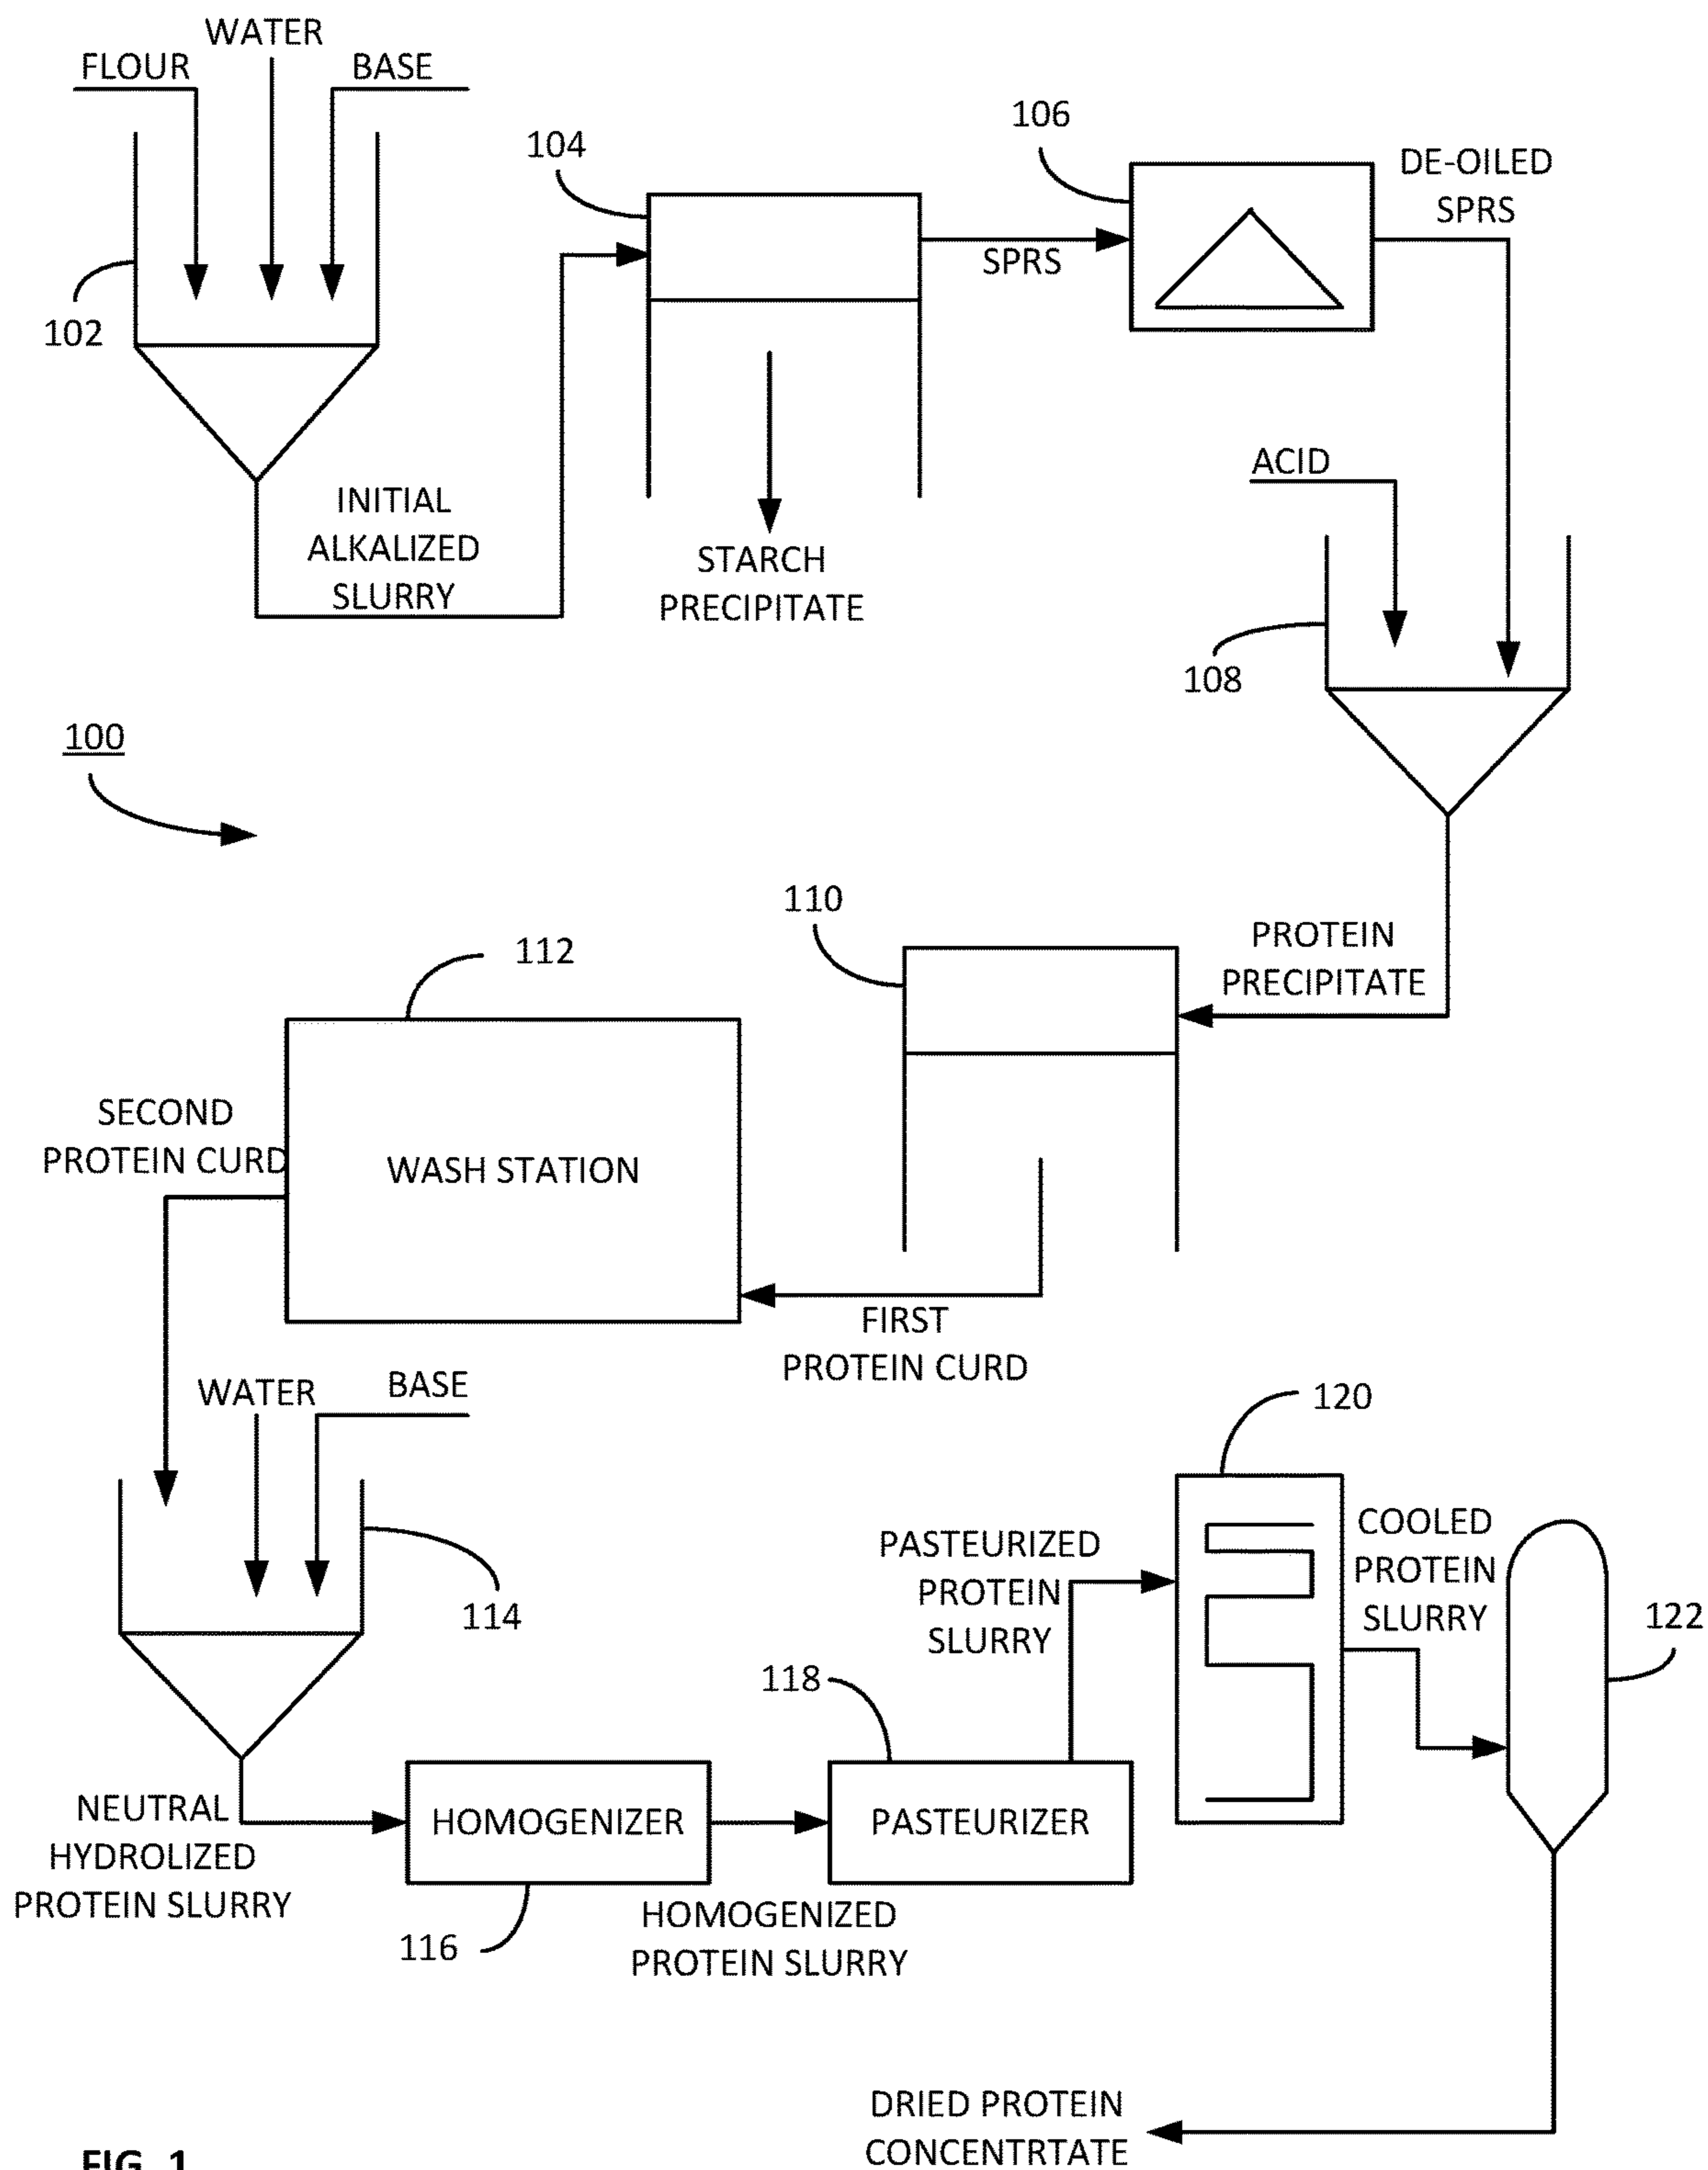 WATER
FLOUR
BASE
106
104
DE-OILED
SPRS
SPRS
102
ACID
INITIAL
ALKALIZED
SLURRY
STARCH
PRECIPITATE
108
100
110
PROTEIN
PRECIPITATE
112
SECOND
PROTEIN CURD
WASH STATION
FIRST
PROTEIN CURD
WATER
BASE
120
114
PASTEURIZED
PROTEIN
SLURRY
COOLED
PROTEIN
SLURRY
122
118
NEUTRAL
HYDROLIZED
PROTEIN SLURRY
HOMOGENIZER
PASTEURIZER
116
HOMOGENIZED
PROTEIN SLURRY
DRIED PROTEIN
CONCENTRTATE
FIG. 1